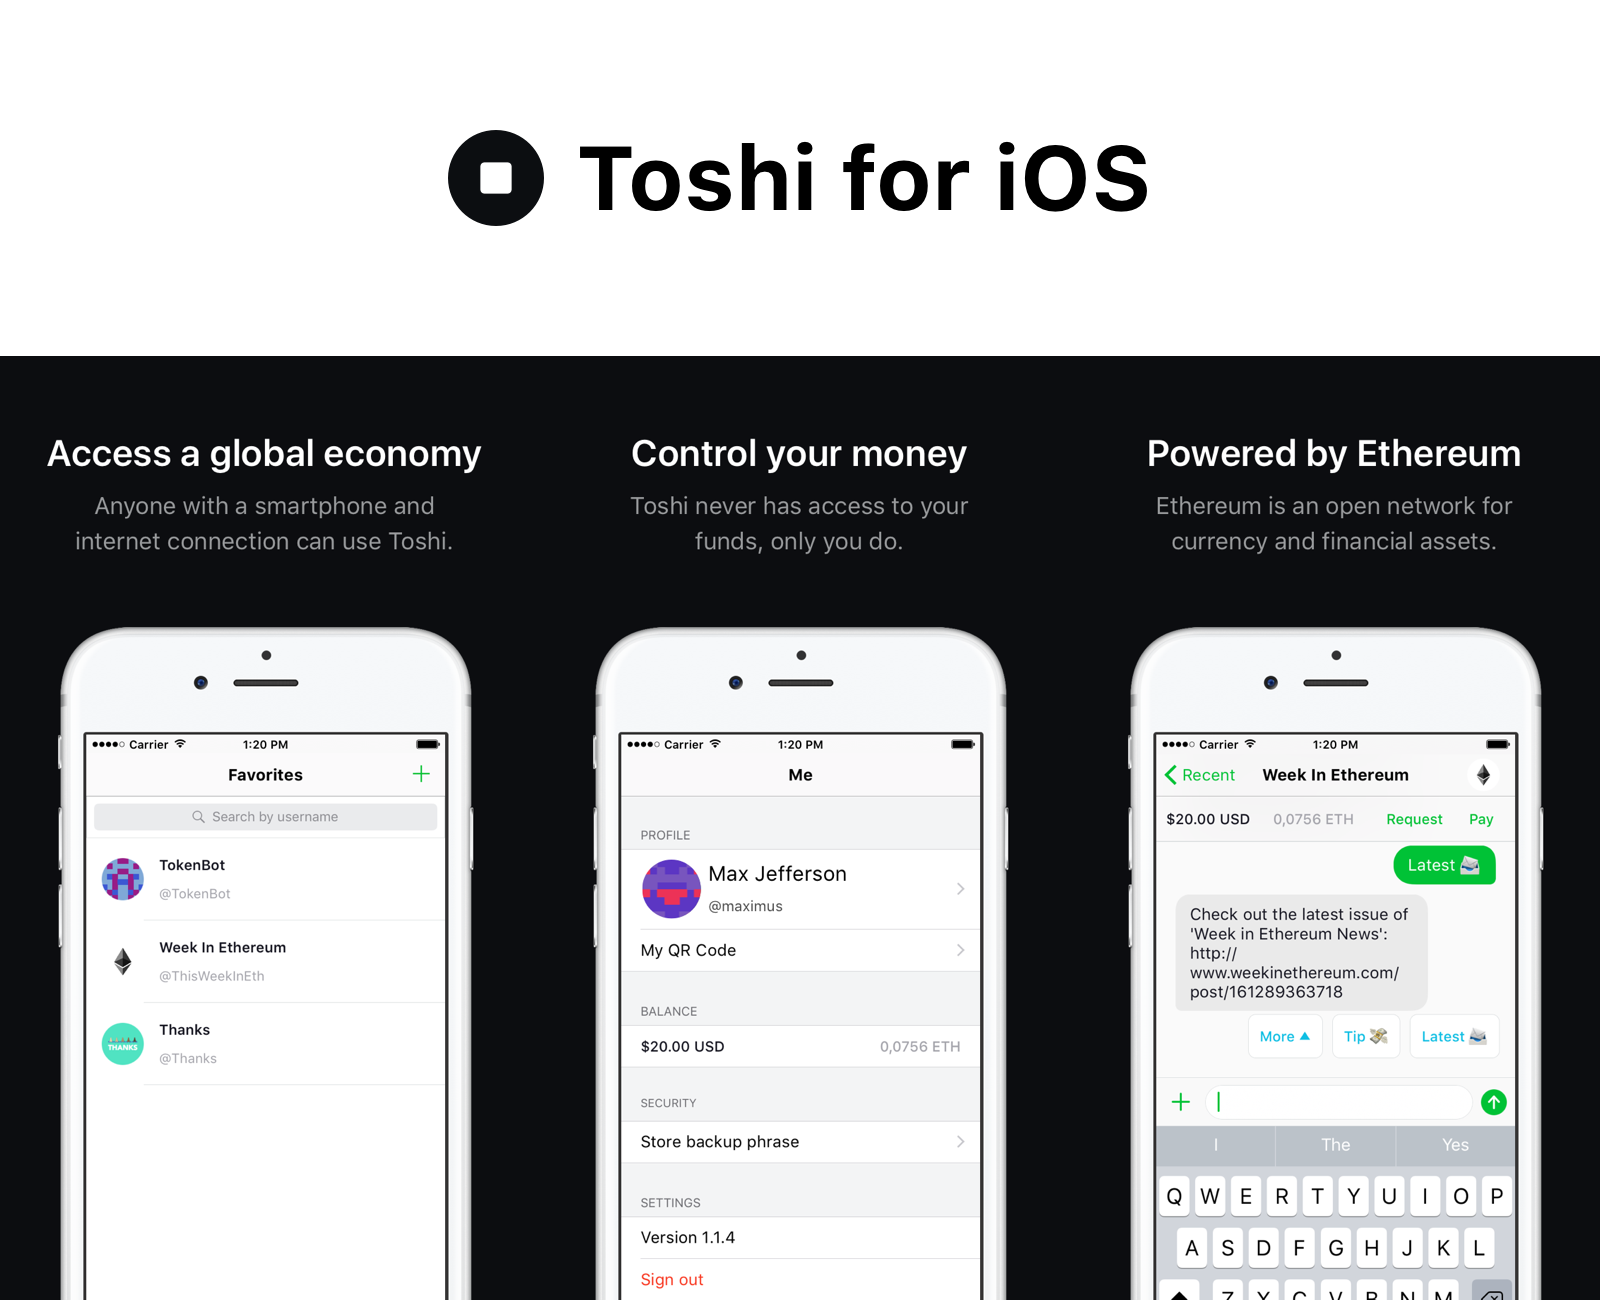 Toshi for iOS
Access a global economy
Anyone with a smartphone and
internet connection can use Toshi.
Control your money
Toshi never has access to your
funds, only you do.
Powered by Ethereum
Ethereum is an open network for
currency and financial assets.
Carrier 1:20 PM
Favorites +
Search by username
TokenBot
@TokenBot
Week In Ethereum
@ThisWeekInEth
THANKS
Thanks
@Thanks
Carrier 1:20 PM
Me
PROFILE
Max Jefferson
@maximus
My QR Code
BALANCE
$20.00 USD 0,0756 ETH
SECURITY
Store backup phrase
SETTINGS
Version 1.1.4
Sign out
Carrier 1:20 PM
Recent Week In Ethereum
$20.00 USD 0,0756 ETH Request Pay
Latest
Check out the latest issue of
'Week in Ethereum News':
http://
www.weekinethereum.com/
post/161289363718
More Tip Latest
+
I The Yes
Q W E R T Y U I O P
A S D F G H J K L
Z X C V B N M